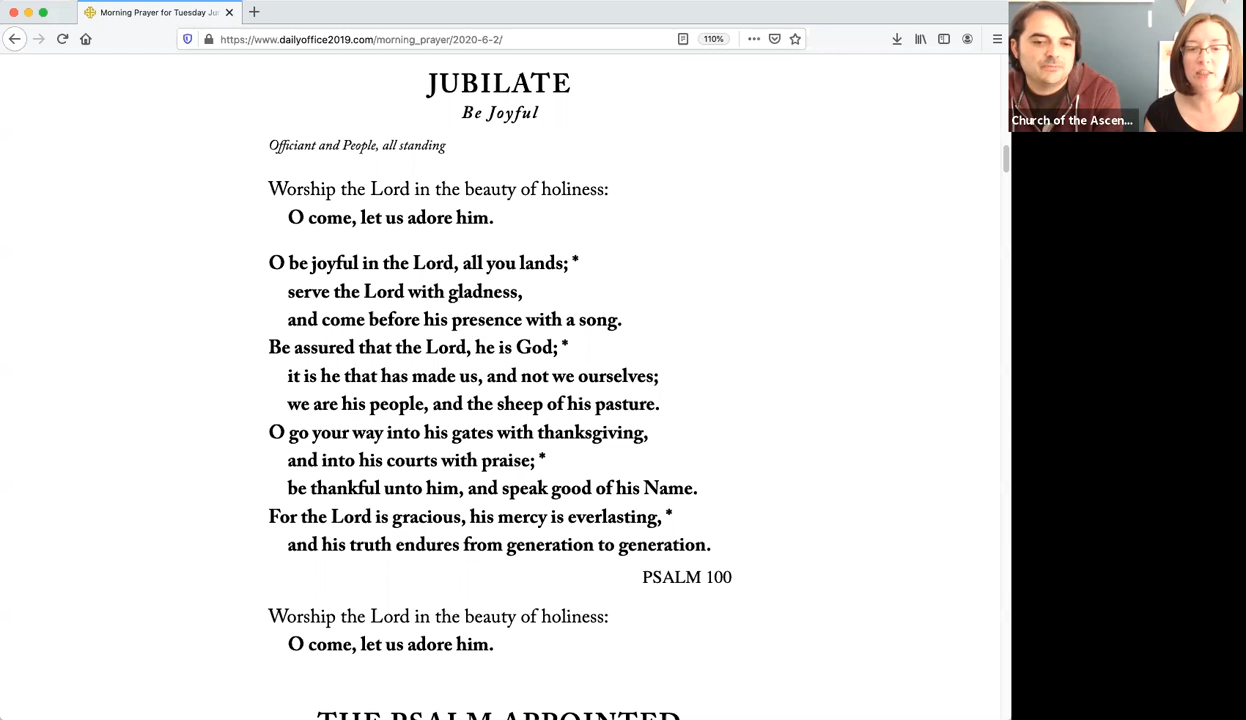 Morning Prayer for Tuesday Ju
https://www.dailyoffice2019.com/morning_prayer/2020-6-2/
110%
Church of the Ascen...
JUBILATE
Be Joyful
Officiant and People, all standing
Worship the Lord in the beauty of holiness:
O come, let us adore him.
O be joyful in the Lord, all you lands; *
serve the Lord with gladness,
and come before his presence with a song.
Be assured that the Lord, he is God; *
it is he that has made us, and not we ourselves;
we are his people, and the sheep of his pasture.
O go your way into his gates with thanksgiving,
and into his courts with praise; *
be thankful unto him, and speak good of his Name.
For the Lord is gracious, his mercy is everlasting, *
and his truth endures from generation to generation.
PSALM 100
Worship the Lord in the beauty of holiness:
O come, let us adore him.
THE PSALM APPOINTED